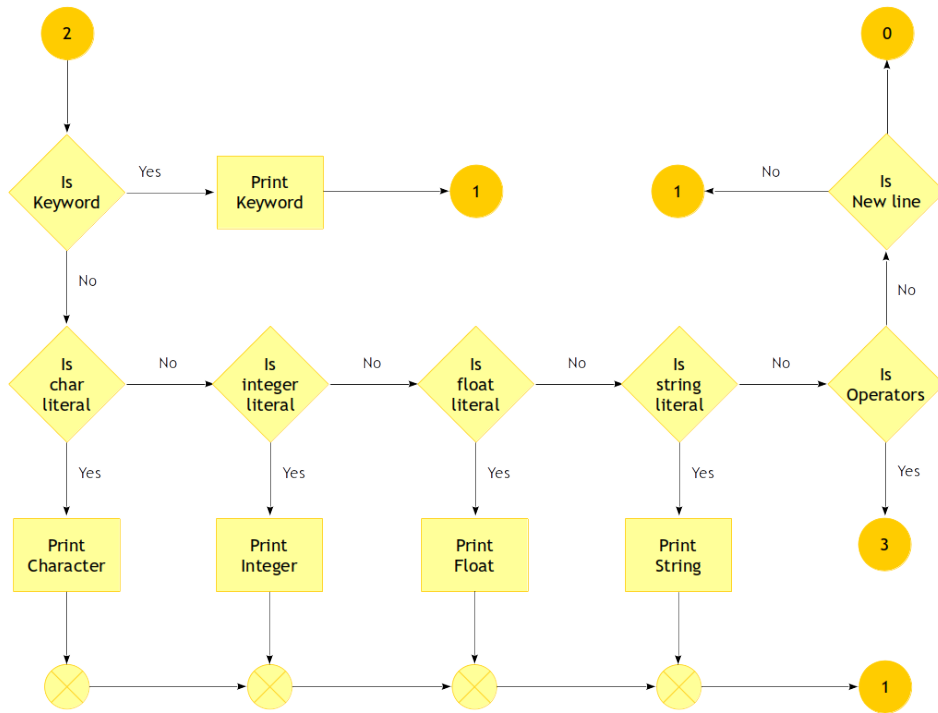 2
0
Is
Keyword
Yes
Print
Keyword
1
1
No
Is
New line
No
No
Is
char
literal
No
Is
integer
literal
No
Is
float
literal
No
Is
string
literal
No
Is
Operators
Yes
Yes
Yes
Yes
Yes
Print
Character
Print
Integer
Print
Float
Print
String
3
1